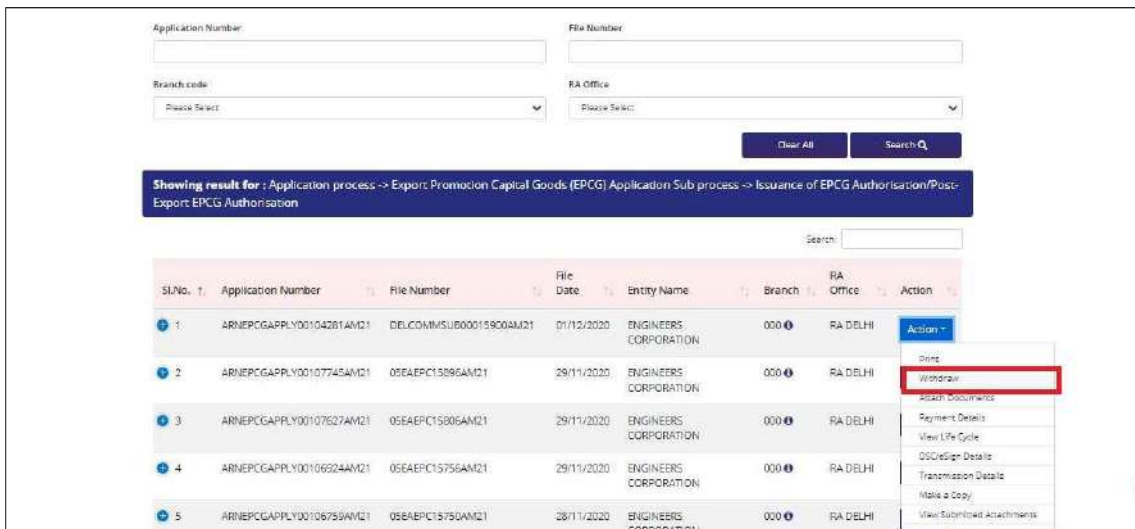 Application Number
File Number
Branch code
RA Office
Please Select
Please Select
Clear All
Search
Showing result for : Application process -> Export Promotion Capital Goods (EPCG) Application Sub process -> Issuance of EPCG Authorisation/Post-
Export EPCG Authorisation
Search:
Sl.No. Application Number File Number File Date Entity Name Branch RA Office Action
1 ARNEPCGAPPLY00104281AM21 DELCOMMSUB00015900AM21 01/12/2020 ENGINEERS CORPORATION 000 RA DELHI Action
2 ARNEPCGAPPLY00107745AM21 05EAEPC15896AM21 29/11/2020 ENGINEERS CORPORATION 000 RA DELHI
3 ARNEPCGAPPLY00107627AM21 05EAEPC15806AM21 29/11/2020 ENGINEERS CORPORATION 000 RA DELHI
4 ARNEPCGAPPLY00106924AM21 05EAEPC15756AM21 29/11/2020 ENGINEERS CORPORATION 000 RA DELHI
5 ARNEPCGAPPLY00106759AM21 05EAEPC15750AM21 28/11/2020 ENGINEERS CORPORATION 000 RA DELHI
Print
Withdraw
Attach Documents
Payment Details
View Life Cycle
DSC/eSign Details
Transmission Details
Make a Copy
View Submitted Attachments